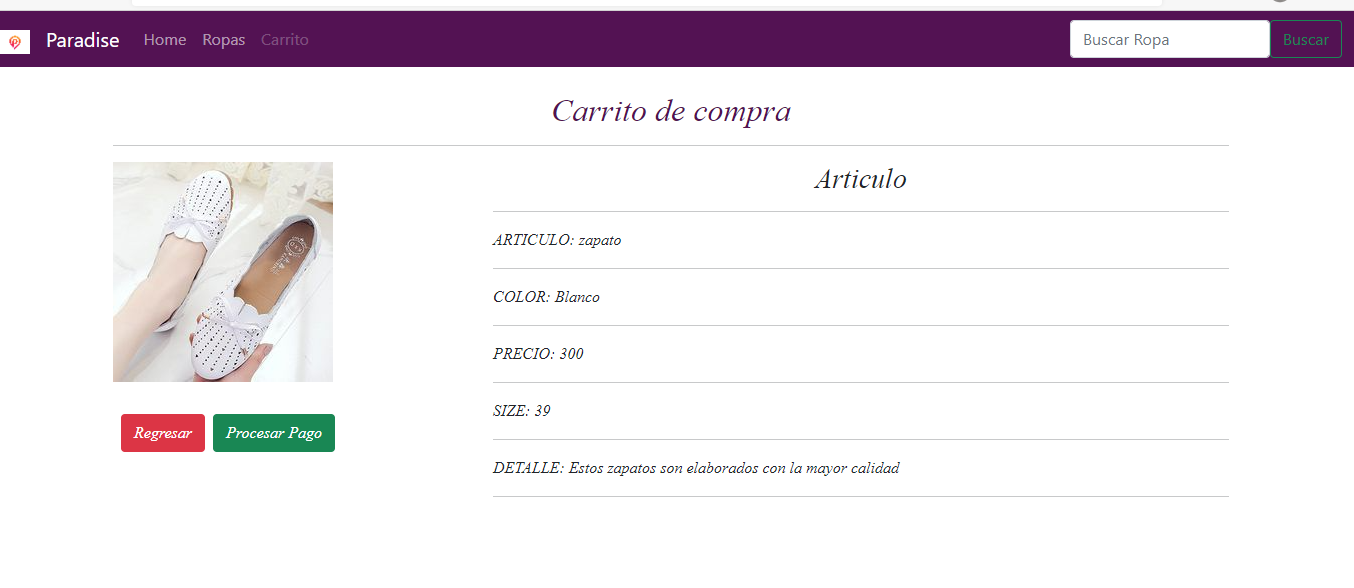 Paradise Home Ropas Carrito Buscar Ropa Buscar
Carrito de compra
Articulo
ARTICULO: zapato
COLOR: Blanco
PRECIO: 300
SIZE: 39
DETALLE: Estos zapatos son elaborados con la mayor calidad
Regresar Procesar Pago